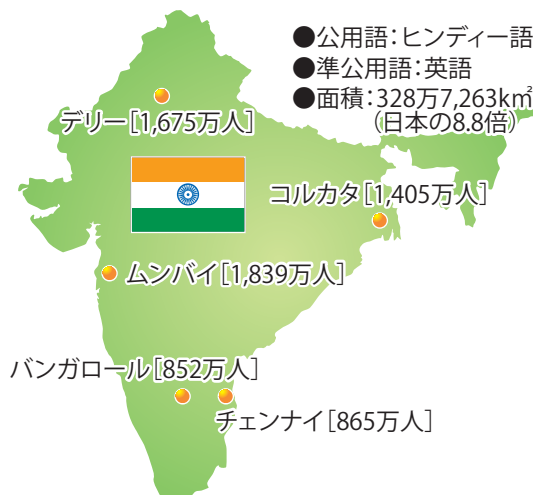 ●公用語：ヒンディー語
●準公用語：英語
●面積：328万7,263k㎡
（日本の8.8倍）
デリー［1,675万人］
コルカタ［1,405万人］
ムンバイ［1,839万人］
バンガロール［852万人］
チェンナイ［865万人］